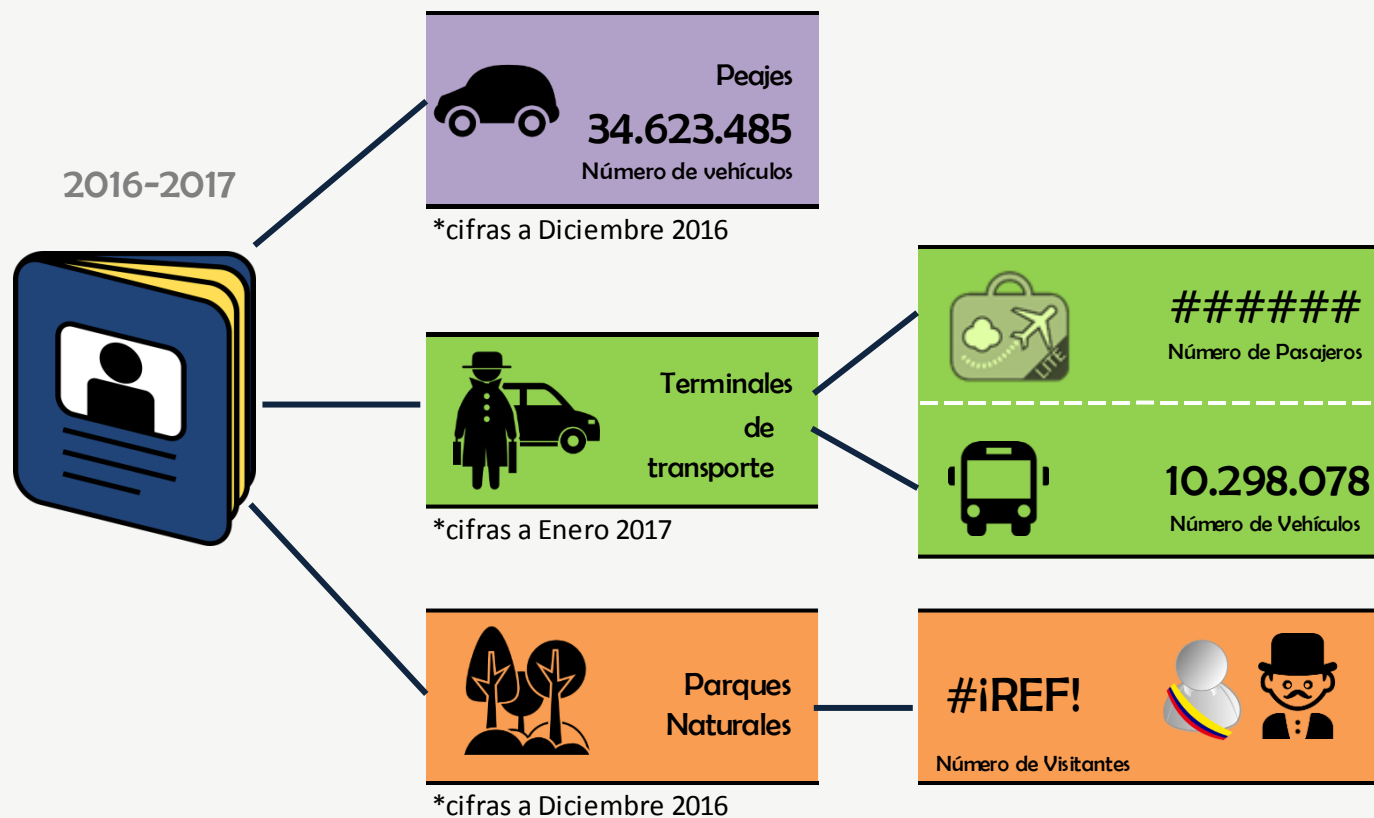 2016-2017
Peajes
34.623.485
Número de vehículos
*cifras a Diciembre 2016
Terminales
de
transporte
*cifras a Enero 2017
######
Número de Pasajeros
LITE
10.298.078
Número de Vehículos
Parques
Naturales
*cifras a Diciembre 2016
#¡REF!
Número de Visitantes